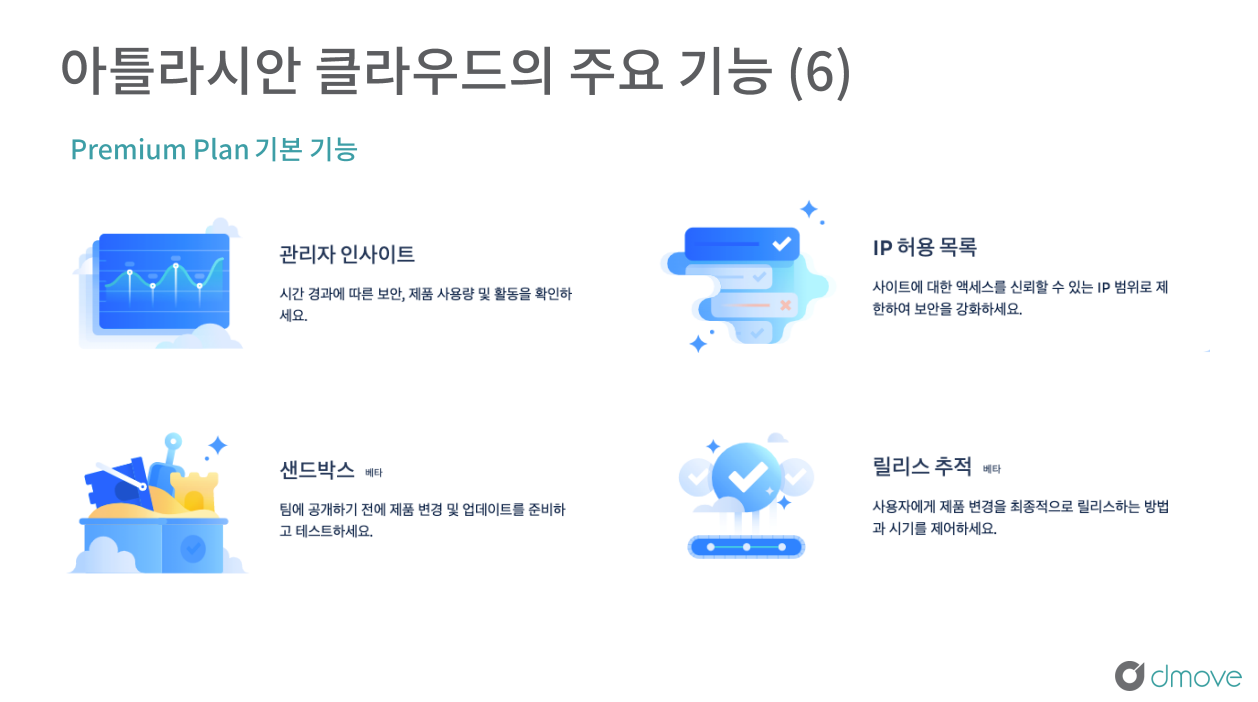 아틀라시안 클라우드의 주요 기능 (6)
Premium Plan 기본 기능
관리자 인사이트
시간 경과에 따른 보안, 제품 사용량 및 활동을 확인하
세요.
IP 허용 목록
사이트에 대한 액세스를 신뢰할 수 있는 IP 범위로 제
한하여 보안을 강화하세요.
샌드박스 베타
팀에 공개하기 전에 제품 변경 및 업데이트를 준비하
고 테스트하세요.
릴리스 추적 베타
사용자에게 제품 변경을 최종적으로 릴리스하는 방법
과 시기를 제어하세요.
dmove